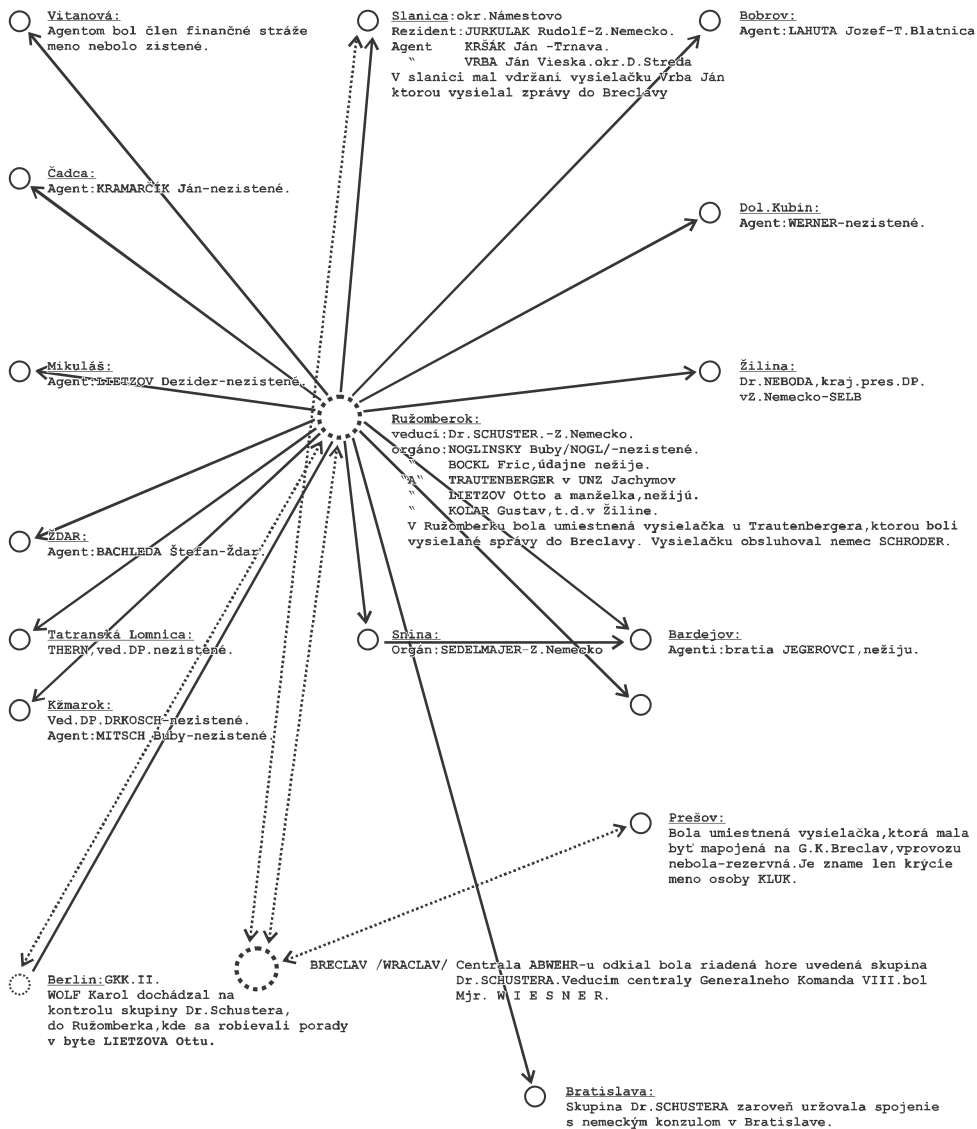 Vitanová:
Agentom bol člen finančné stráže
meno nebolo zistené.
Slanica:okr.Námestovo
Rezident:JURKULAK Rudolf-Z.Nemecko.
Agent KRŠÁK Ján -Trnava.
" VRBA Ján Vieska.okr.D.Streda
V slanici mal vdržaní vysielačku Vrba Ján
ktorou vysielal zprávy do Breclavy
Bobrov:
Agent:LAHUTA Jozef-T.Blatnica
Čadca:
Agent:KRAMARČÍK Ján-nezistené.
Dol.Kubín:
Agent:WERNER-nezistené.
Mikuláš:
Agent:LIETZOV Dezider-nezistené.
Žilina:
Dr.NEBODA,kraj.pres.DP.
vZ.Nemecko-SELB
Ružomberok:
veducí:Dr.SCHUSTER.-Z.Nemecko.
orgáno:NOGLINSKY Buby/NOGL/-nezistené.
" BOCKL Fric,údajne nežije.
"A" TRAUTENBERGER v UNZ Jachymov
" LIETZOV Otto a manželka,nežijú.
" KOLAR Gustav,t.d.v Žiline.
V Ružomberku bola umiestnená vysielačka u Trautenbergera,ktorou boli
vysielané správy do Breclavy. Vysielačku obsluhoval nemec SCHRODER.
ŽDAR:
Agent:BACHLEDA Štefan-Ždar.
Tatranská Lomnica:
THERN,ved.DP.nezistené.
Snina:
Orgán:SEDELMAJER-Z.Nemecko
Bardejov:
Agenti:bratia JEGEROVCI,nežiju.
Kžmarok:
Ved.DP.DRKOSCH-nezistené.
Agent:MITSCH Buby-nezistené.
Prešov:
Bola umiestnená vysielačka,ktorá mala
byť mapojená na G.K.Breclav,vprovozu
nebola-rezervná.Je zname len krýcie
meno osoby KLUK.
BRECLAV /WRACLAV/ Centrala ABWEHR-u odkial bola riadená hore uvedená skupina
Dr.SCHUSTERA.Veducim centraly Generalneho Komanda VIII.bol
Mjr. W I E S N E R.
Berlin:GKK.II.
WOLF Karol dochádzal na
kontrolu skupiny Dr.Schustera,
do Ružomberka,kde sa robievali porady
v byte LIETZOVA Ottu.
Bratislava:
Skupina Dr.SCHUSTERA zaroveň uržovala spojenie
s nemeckým konzulom v Bratislave.